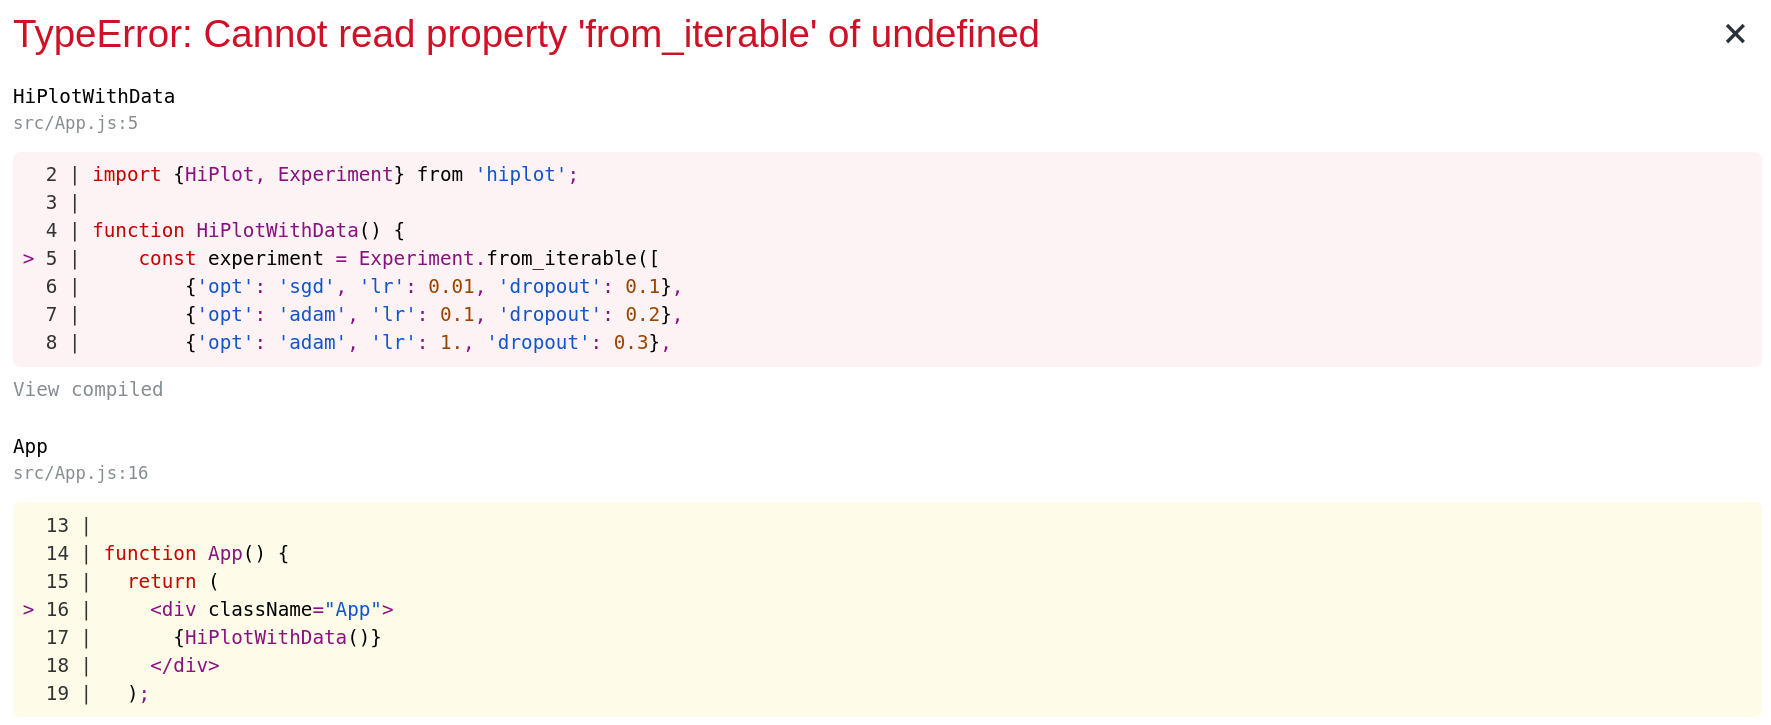 TypeError: Cannot read property 'from_iterable' of undefined
✕
HiPlotWithData
src/App.js:5
  2 | import {HiPlot, Experiment} from 'hiplot';
  3 |
  4 | function HiPlotWithData() {
> 5 |     const experiment = Experiment.from_iterable([
  6 |         {'opt': 'sgd', 'lr': 0.01, 'dropout': 0.1},
  7 |         {'opt': 'adam', 'lr': 0.1, 'dropout': 0.2},
  8 |         {'opt': 'adam', 'lr': 1., 'dropout': 0.3},
View compiled
App
src/App.js:16
  13 |
  14 | function App() {
  15 |   return (
> 16 |     <div className="App">
  17 |       {HiPlotWithData()}
  18 |     </div>
  19 |   );